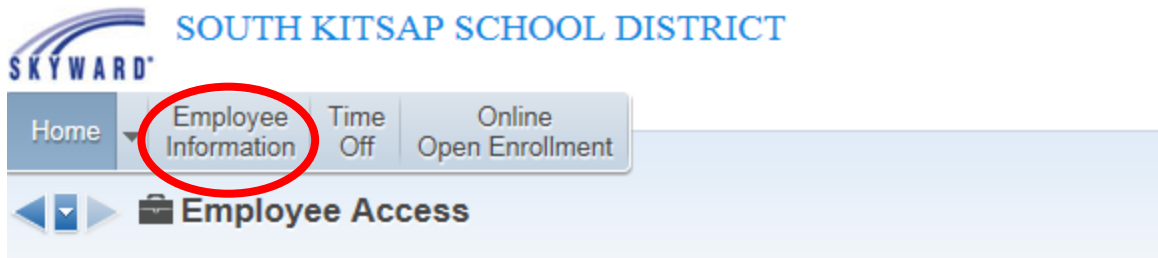 SOUTH KITSAP SCHOOL DISTRICT
SKYWARD®
Home
Employee
Information
Time
Off
Online
Open Enrollment
Employee Access